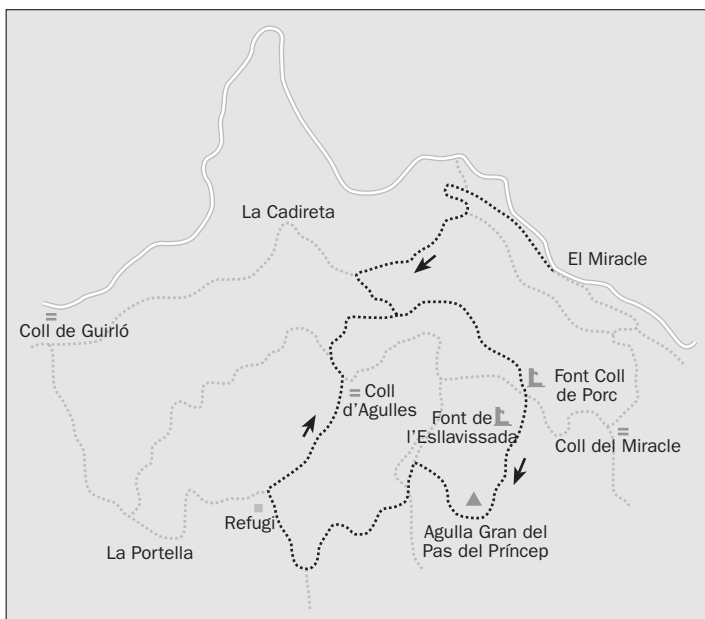 La Cadireta
El Miracle
Coll de Guirló
Font Coll
de Porc
Coll
d’Agulles
Font de
l’Esllavissada
Coll del Miracle
Refugi
Agulla Gran del
Pas del Príncep
La Portella